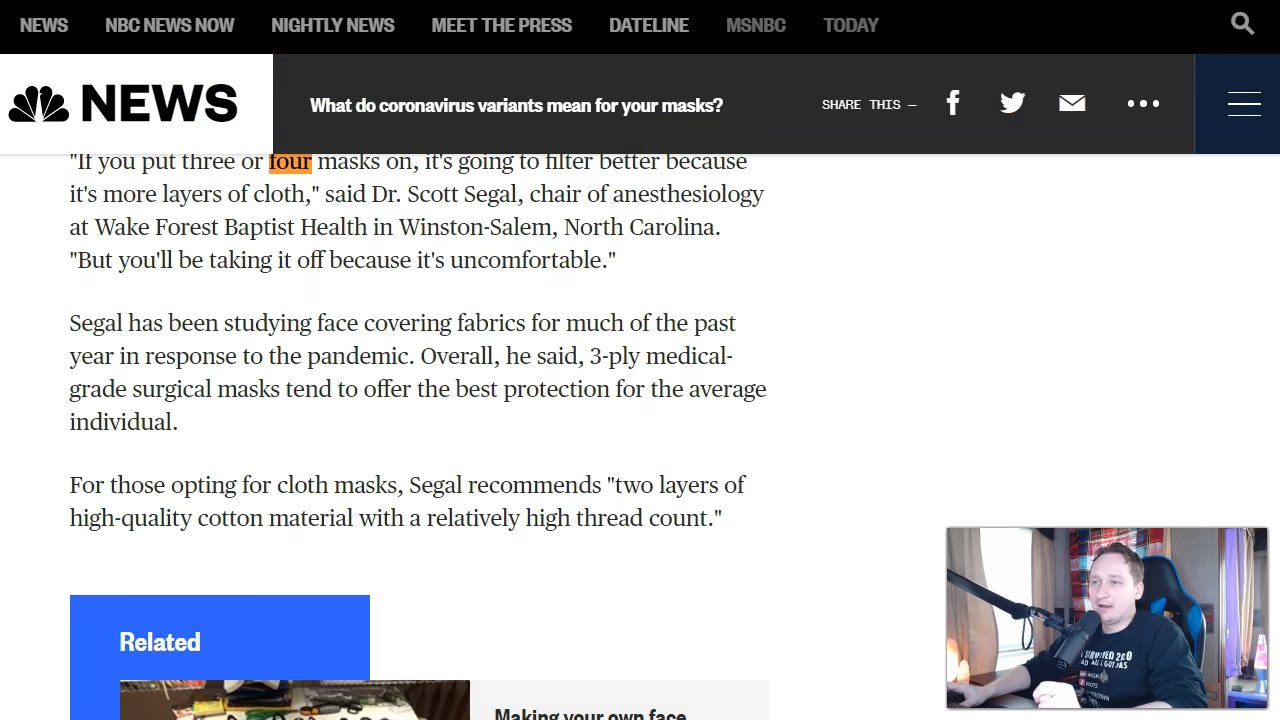 NEWS NBC NEWS NOW NIGHTLY NEWS MEET THE PRESS DATELINE MSNBC TODAY
NEWS What do coronavirus variants mean for your masks? SHARE THIS —
"If you put three or four masks on, it's going to filter better because
it's more layers of cloth," said Dr. Scott Segal, chair of anesthesiology
at Wake Forest Baptist Health in Winston-Salem, North Carolina.
"But you'll be taking it off because it's uncomfortable."
Segal has been studying face covering fabrics for much of the past
year in response to the pandemic. Overall, he said, 3-ply medical-
grade surgical masks tend to offer the best protection for the average
individual.
For those opting for cloth masks, Segal recommends "two layers of
high-quality cotton material with a relatively high thread count."
Related
Making your own face